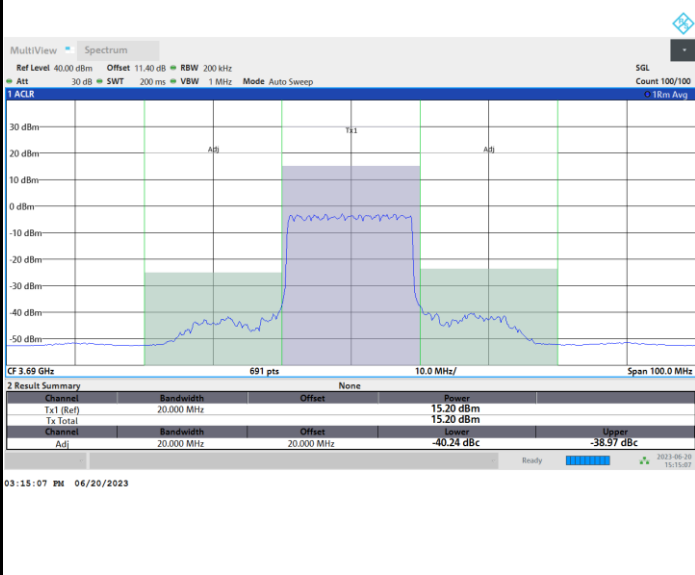 MultiView Spectrum
Ref Level 40.00 dBm Offset 11.40 dB RBW 200 kHz SGL
Att 30 dB SWT 200 ms VBW 1 MHz Mode Auto Sweep Count 100/100
1 ACLR 1Rm Avg
30 dBm
Tx1
20 dBm
Adj Adj
10 dBm
0 dBm
-10 dBm
-20 dBm
-30 dBm
-40 dBm
-50 dBm
CF 3.69 GHz 691 pts 10.0 MHz/ Span 100.0 MHz
2 Result Summary None
Channel Bandwidth Offset Power
Tx1 (Ref) 20.000 MHz 15.20 dBm
Tx Total 15.20 dBm
Channel Bandwidth Offset Lower Upper
Adj 20.000 MHz 20.000 MHz -40.24 dBc -38.97 dBc
Ready 2023-06-20
15:15:07
03:15:07 PM 06/20/2023